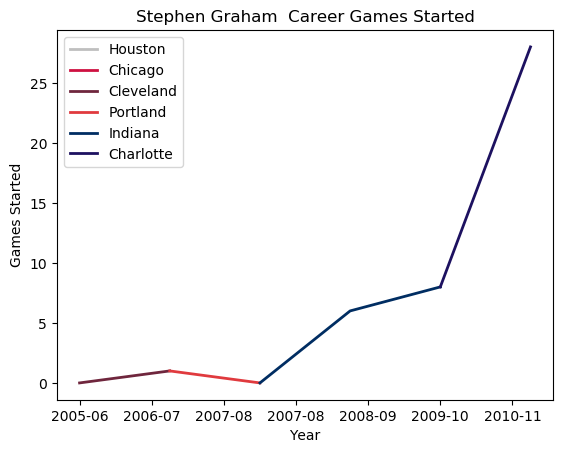 Stephen Graham  Career Games Started
Houston
Chicago
Cleveland
Portland
Indiana
Charlotte
Games Started
25
20
15
10
5
0
2005-06 2006-07 2007-08 2007-08 2008-09 2009-10 2010-11
Year